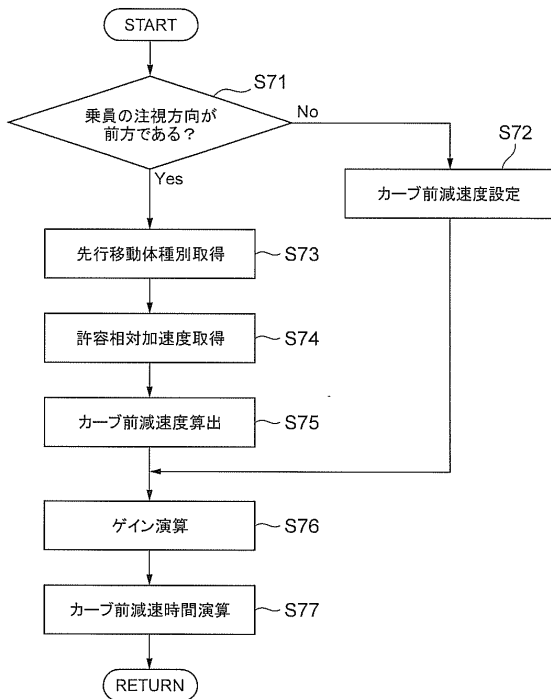 START
S71
乗員の注視方向が
前方である？
No
Yes
S72
カーブ前減速度設定
先行移動体種別取得
S73
許容相対加速度取得
S74
カーブ前減速度算出
S75
ゲイン演算
S76
カーブ前減速時間演算
S77
RETURN